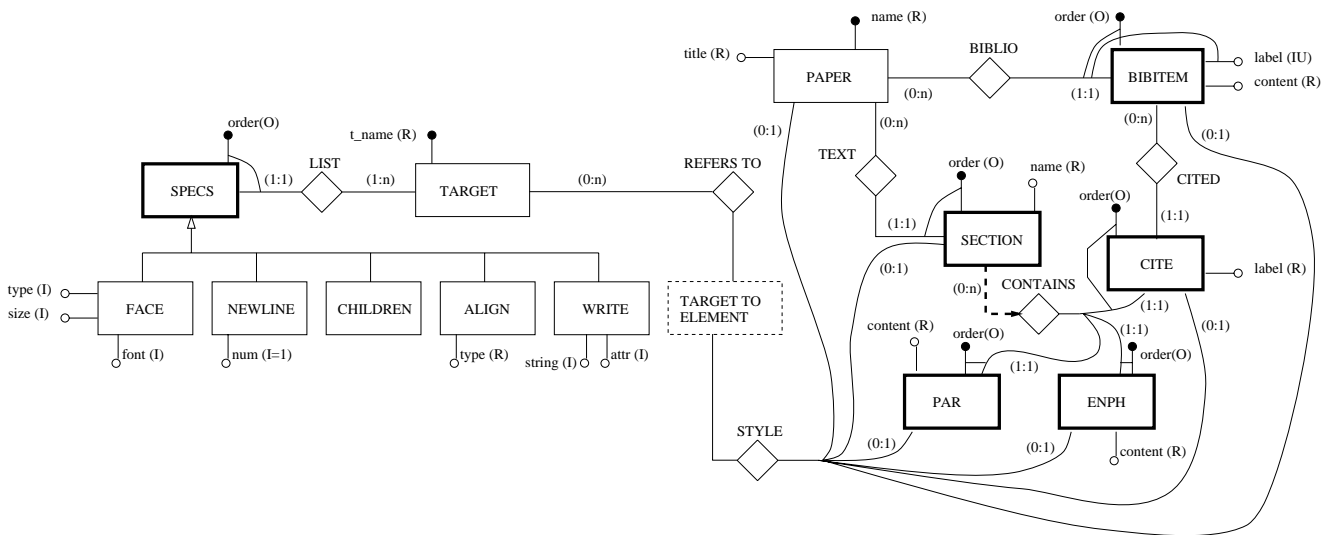 name (R)
order (O)
title (R)
BIBLIO
label (IU)
PAPER
BIBITEM
content (R)
(0:n)
(1:1)
(0:1)
(0:n)
(0:n)
(0:1)
order(O)
t_name (R)
TEXT
order (O)
name (R)
CITED
LIST
REFERS TO
SPECS
(1:1)
(1:n)
TARGET
(0:n)
order(O)
(1:1)
(1:1)
SECTION
CITE
(0:1)
label (R)
(0:n)
CONTAINS
type (I)
size (I)
FACE
NEWLINE
CHILDREN
ALIGN
WRITE
TARGET TO
ELEMENT
(1:1)
(0:1)
content (R)
order(O)
(1:1)
order(O)
(1:1)
font (I)
num (I=1)
type (R)
string (I)
attr (I)
PAR
ENPH
STYLE
(0:1)
(0:1)
content (R)